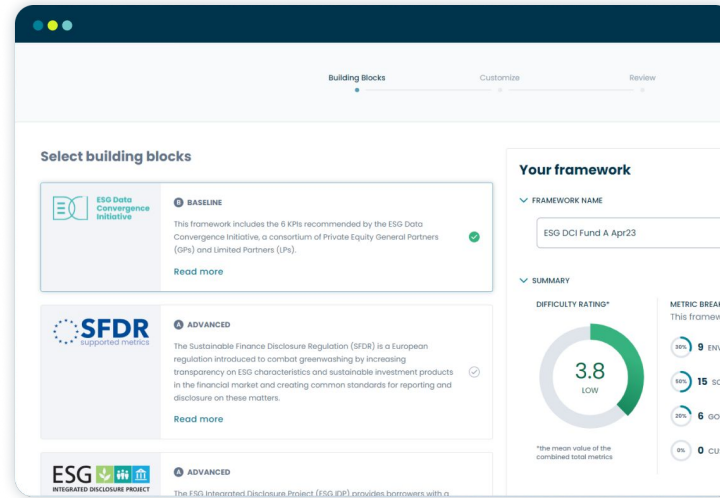 Building Blocks
Customize
Review
Select building blocks
ESG Data
Convergence
Initiative
B BASELINE
This framework includes the 6 KPIs recommended by the ESG Data
Convergence Initiative, a consortium of Private Equity General Partners
(GPs) and Limited Partners (LPs).
Read more
SFDR
supported metrics
A ADVANCED
The Sustainable Finance Disclosure Regulation (SFDR) is a European
regulation introduced to combat greenwashing by increasing
transparency on ESG characteristics and sustainable investment products
in the financial market and creating common standards for reporting and
disclosure on these matters.
Read more
ESG
INTEGRATED DISCLOSURE PROJECT
A ADVANCED
The ESG Integrated Disclosure Project (ESG IDP) provides borrowers with a
Your framework
FRAMEWORK NAME
ESG DCI Fund A Apr23
SUMMARY
DIFFICULTY RATING*
3.8
LOW
*the mean value of the
combined total metrics
METRIC BREA
This framew
30% 9 ENV
50% 15 SO
20% 6 GO
0% 0 CU